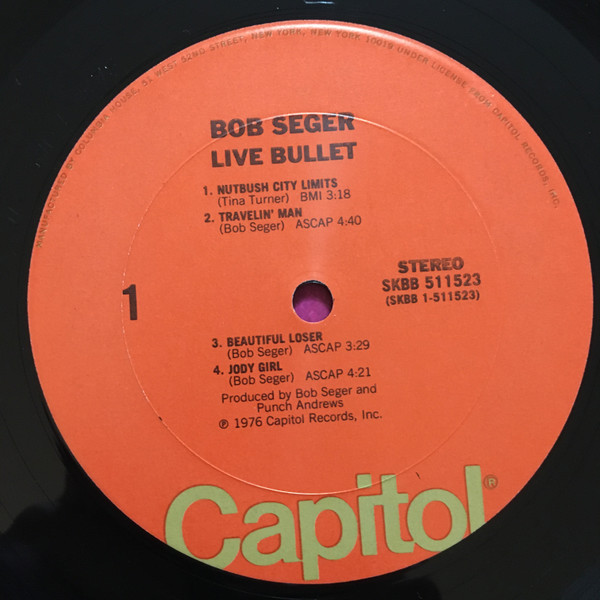 MANUFACTURED BY COLUMBIA HOUSE, 51 WEST 52ND STREET, NEW YORK, NEW YORK 10019 UNDER LICENSE FROM CAPITOL RECORDS, INC.
BOB SEGER
LIVE BULLET
1. NUTBUSH CITY LIMITS
(Tina Turner) BMI 3:18
2. TRAVELIN' MAN
(Bob Seger) ASCAP 4:40
STEREO
SKBB 511523
(SKBB 1-511523)
1
3. BEAUTIFUL LOSER
(Bob Seger) ASCAP 3:29
4. JODY GIRL
(Bob Seger) ASCAP 4:21
Produced by Bob Seger and
Punch Andrews
℗ 1976 Capitol Records, Inc.
Capitol®